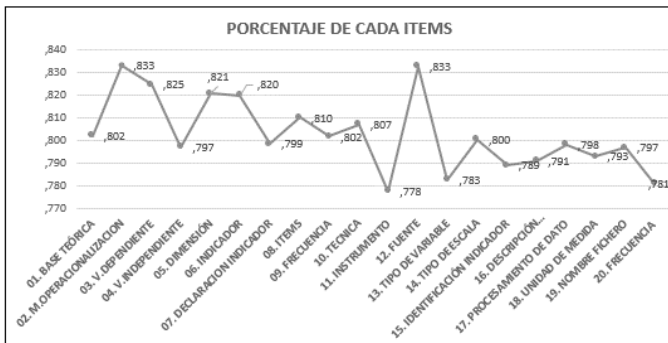 PORCENTAJE DE CADA ITEMS
,840
,830
,820
,810
,800
,790
,780
,770
,802
,833
,825
,797
,821
,820
,799
,810
,802
,807
,778
,833
,783
,800
,789
,791
,798
,793
,797
,781
01. BASE TEÓRICA
02. M.OPERACIONALIZACION
03. V.DEPENDIENTE
04. V.INDEPENDIENTE
05. DIMENSIÓN
06. INDICADOR
07. DECLARACION INDICADOR
08. ITEMS
09. FRECUENCIA
10. TECNICA
11. INSTRUMENTO
12. FUENTE
13. TIPO DE VARIABLE
14. TIPO DE ESCALA
15. IDENTIFICACIÓN INDICADOR
16. DESCRIPCIÓN...
17. PROCESAMIENTO DE DATO
18. UNIDAD DE MEDIDA
19. NOMBRE FICHERO
20. FRECUENCIA